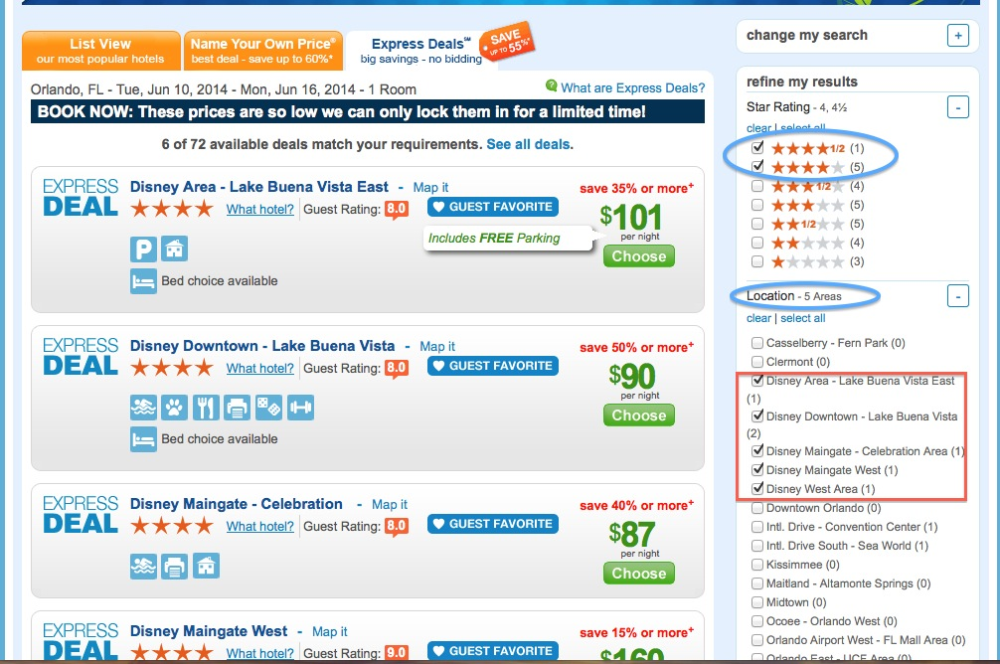 List View
our most popular hotels
Name Your Own Price®
best deal - save up to 60%*
Express Deals℠
big savings - no bidding
SAVE
UP TO 55%*
change my search
+
Orlando, FL - Tue, Jun 10, 2014 - Mon, Jun 16, 2014 - 1 Room
? What are Express Deals?
BOOK NOW: These prices are so low we can only lock them in for a limited time!
6 of 72 available deals match your requirements. See all deals.
EXPRESS
DEAL
Disney Area - Lake Buena Vista East - Map it
What hotel? Guest Rating: 8.0
GUEST FAVORITE
Includes FREE Parking
save 35% or more+
$101
per night
Choose
P
Bed choice available
EXPRESS
DEAL
Disney Downtown - Lake Buena Vista - Map it
What hotel? Guest Rating: 8.0
GUEST FAVORITE
save 50% or more+
$90
per night
Choose
Bed choice available
EXPRESS
DEAL
Disney Maingate - Celebration - Map it
What hotel? Guest Rating: 8.0
GUEST FAVORITE
save 40% or more+
$87
per night
Choose
EXPRESS
DEAL
Disney Maingate West - Map it
What hotel? Guest Rating: 9.0
GUEST FAVORITE
save 15% or more+
$160
refine my results
Star Rating - 4, 4½
-
clear | select all
1/2 (1)
(5)
1/2 (4)
(5)
1/2 (5)
(4)
(3)
Location - 5 Areas
-
clear | select all
Casselberry - Fern Park (0)
Clermont (0)
Disney Area - Lake Buena Vista East
(1)
Disney Downtown - Lake Buena Vista
(2)
Disney Maingate - Celebration Area (1)
Disney Maingate West (1)
Disney West Area (1)
Downtown Orlando (0)
Intl. Drive - Convention Center (1)
Intl. Drive South - Sea World (1)
Kissimmee (0)
Maitland - Altamonte Springs (0)
Midtown (0)
Ocoee - Orlando West (0)
Orlando Airport West - FL Mall Area (0)
Orlando East - UCF Area (0)